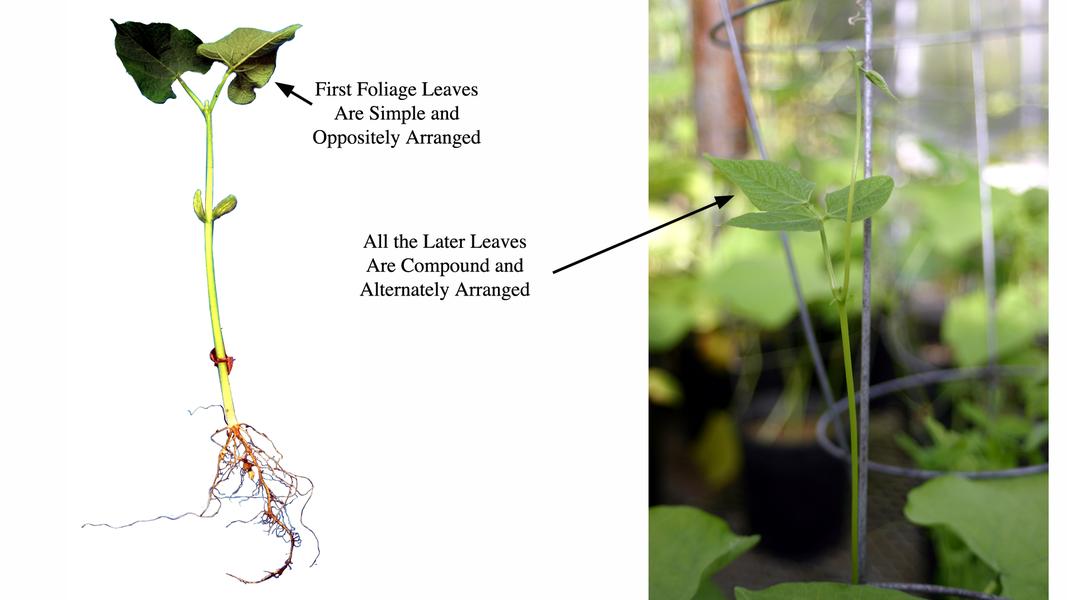 First Foliage Leaves
Are Simple and
Oppositely Arranged
All the Later Leaves
Are Compound and
Alternately Arranged